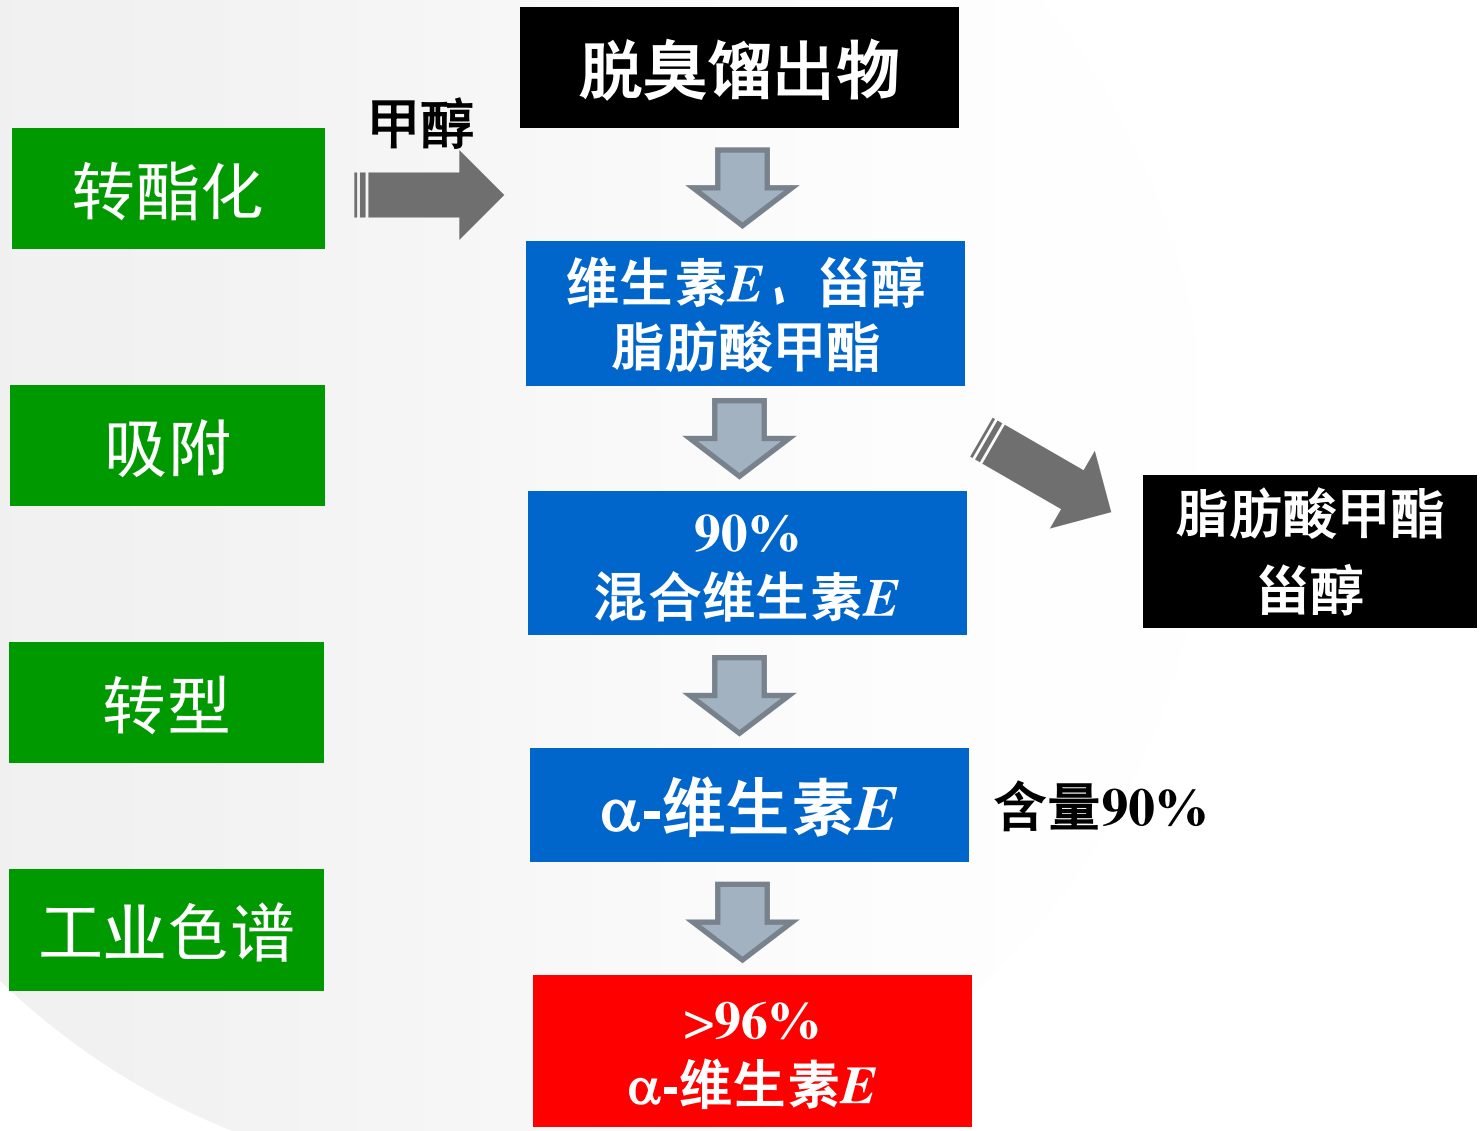 脱臭馏出物
甲醇
转酯化
维生素E、甾醇
脂肪酸甲酯
吸附
90%
混合维生素E
脂肪酸甲酯
甾醇
转型
α-维生素E
含量90%
工业色谱
>96%
α-维生素E